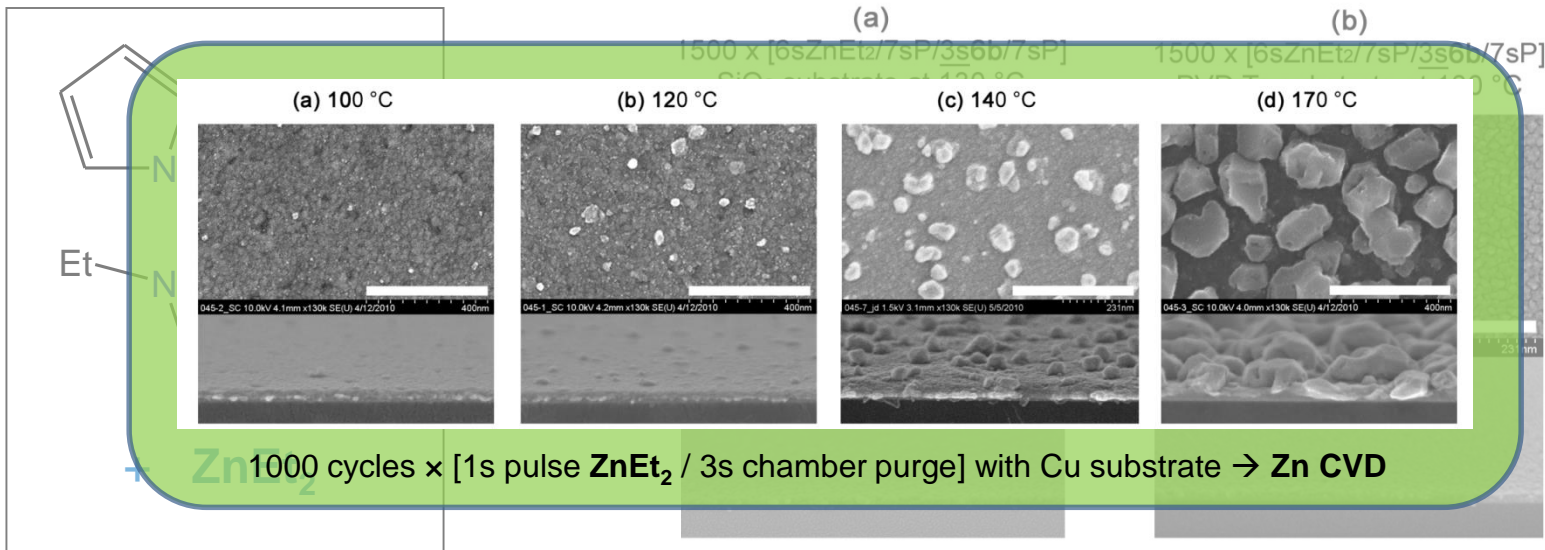 (a)
(b)
1500 x [6sZnEt2/7sP/3s6b/7sP]
1500 x [6sZnEt2/7sP/3s6b/7sP]
(a) 100 °C
(b) 120 °C
(c) 140 °C
(d) 170 °C
N
Et
N
045-2_SC 10.0kV 4.1mm x130k SE(U) 4/12/2010
400nm
045-1_SC 10.0kV 4.2mm x130k SE(U) 4/12/2010
400nm
045-7_jd 1.5kV 3.1mm x130k SE(U) 5/5/2010
231nm
045-3_SC 10.0kV 4.0mm x130k SE(U) 4/12/2010
400nm
231nm
+ ZnEt₂
1000 cycles × [1s pulse ZnEt₂ / 3s chamber purge] with Cu substrate → Zn CVD